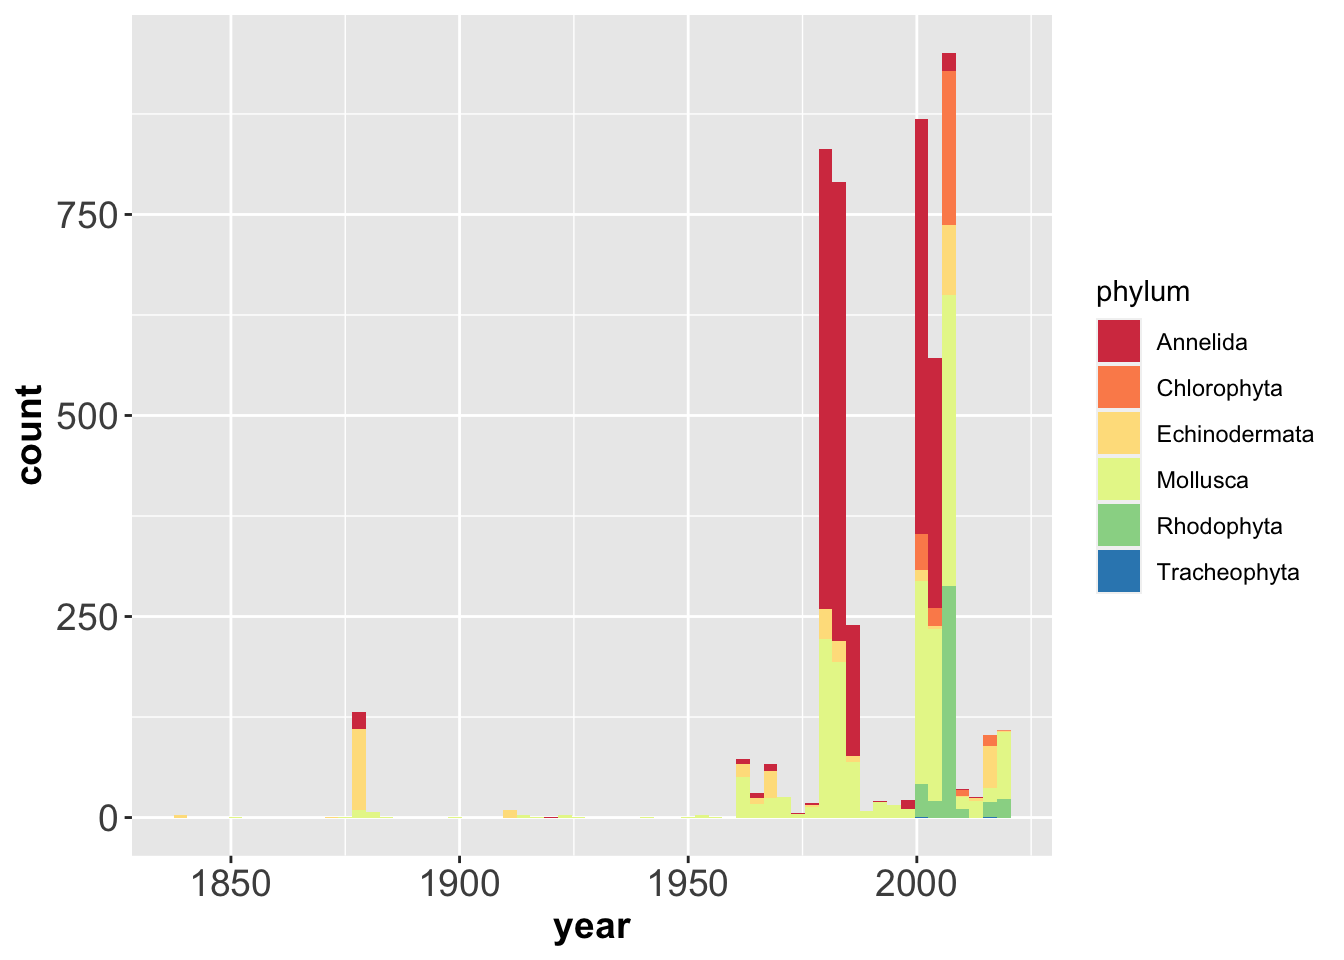 750
500
250
0
count
1850 1900 1950 2000
year
phylum
Annelida
Chlorophyta
Echinodermata
Mollusca
Rhodophyta
Tracheophyta